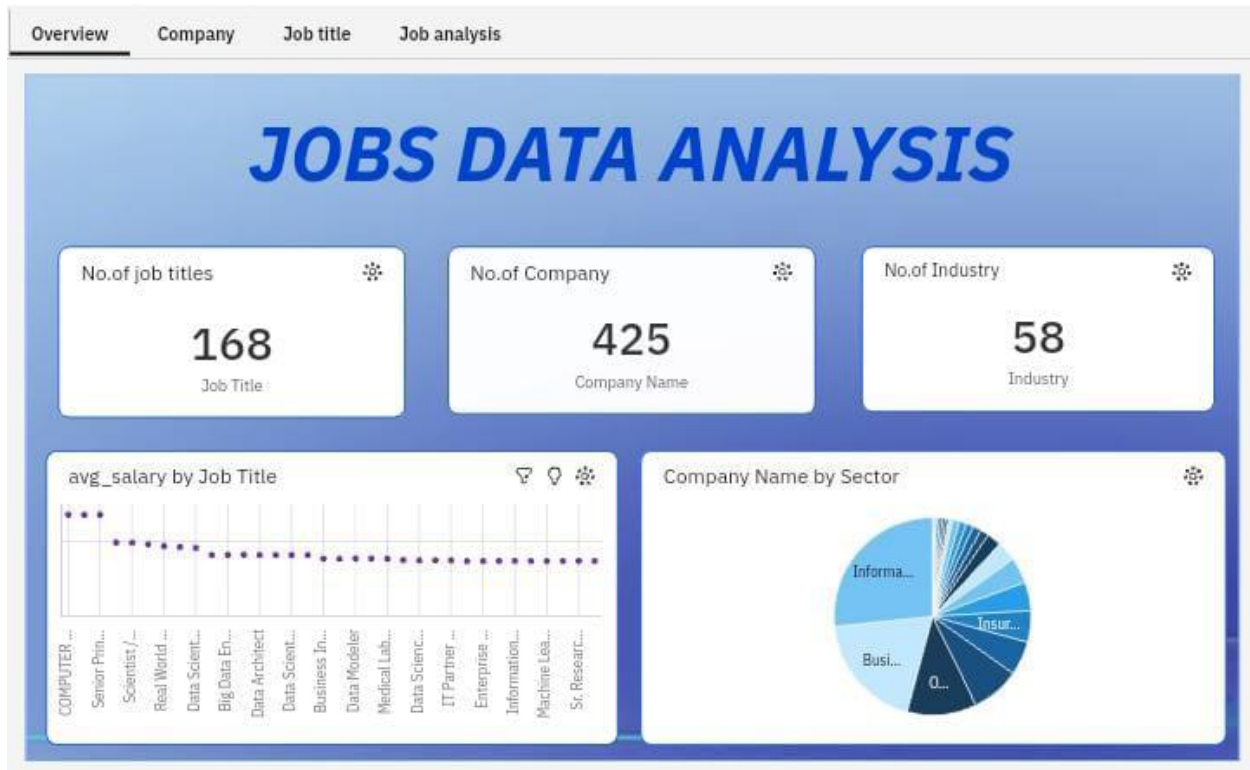 Overview Company Job title Job analysis
JOBS DATA ANALYSIS
No.of job titles
168
Job Title
No.of Company
425
Company Name
No.of Industry
58
Industry
avg_salary by Job Title
COMPUTER ...
Senior Prin...
Scientist /...
Real World ...
Data Scient...
Big Data En...
Data Architect
Data Scient...
Business In...
Data Modeler
Medical Lab...
Data Scienc...
IT Partner ...
Enterprise ...
Information...
Machine Lea...
Sr. Researc...
Company Name by Sector
Informa...
Insur...
Busi...
O...